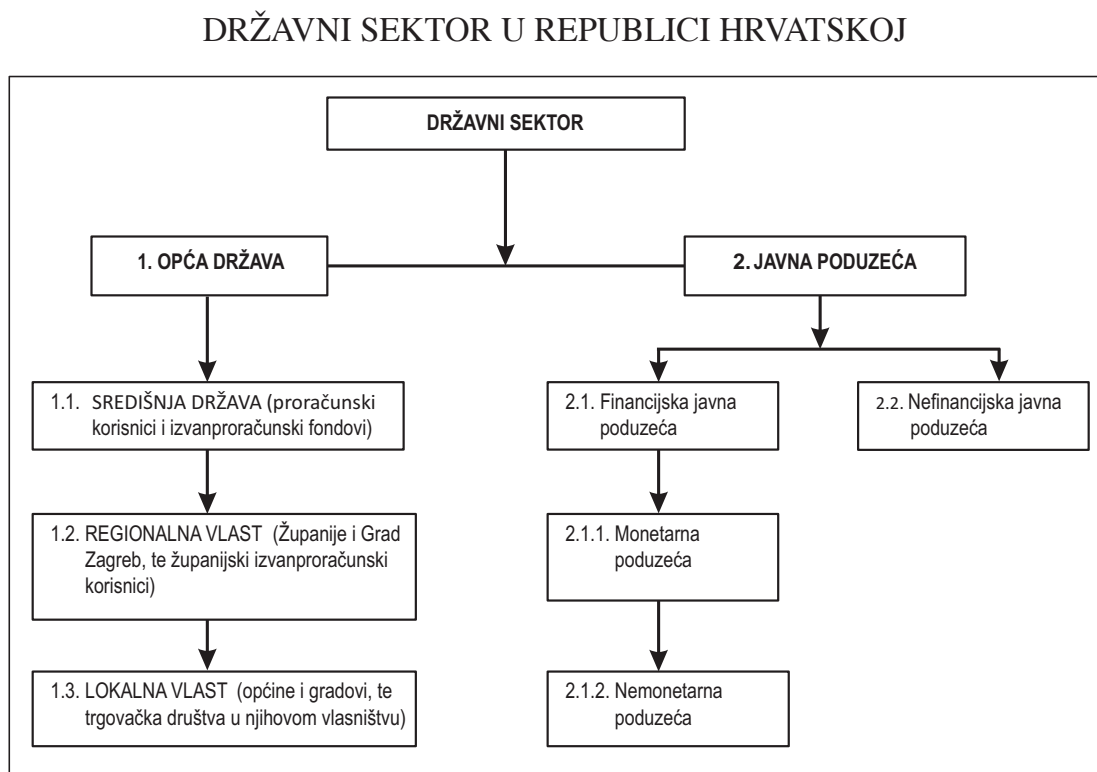 DRŽAVNI SEKTOR U REPUBLICI HRVATSKOJ
DRŽAVNI SEKTOR
1. OPĆA DRŽAVA
2. JAVNA PODUZEĆA
1.1. SREDIŠNJA DRŽAVA (proračunski
korisnici i izvanproračunski fondovi)
2.1. Financijska javna
poduzeća
2.2. Nefinancijska javna
poduzeća
1.2. REGIONALNA VLAST (Županije i Grad
Zagreb, te županijski izvanproračunski
korisnici)
2.1.1. Monetarna
poduzeća
1.3. LOKALNA VLAST (općine i gradovi, te
trgovačka društva u njihovom vlasništvu)
2.1.2. Nemonetarna
poduzeća